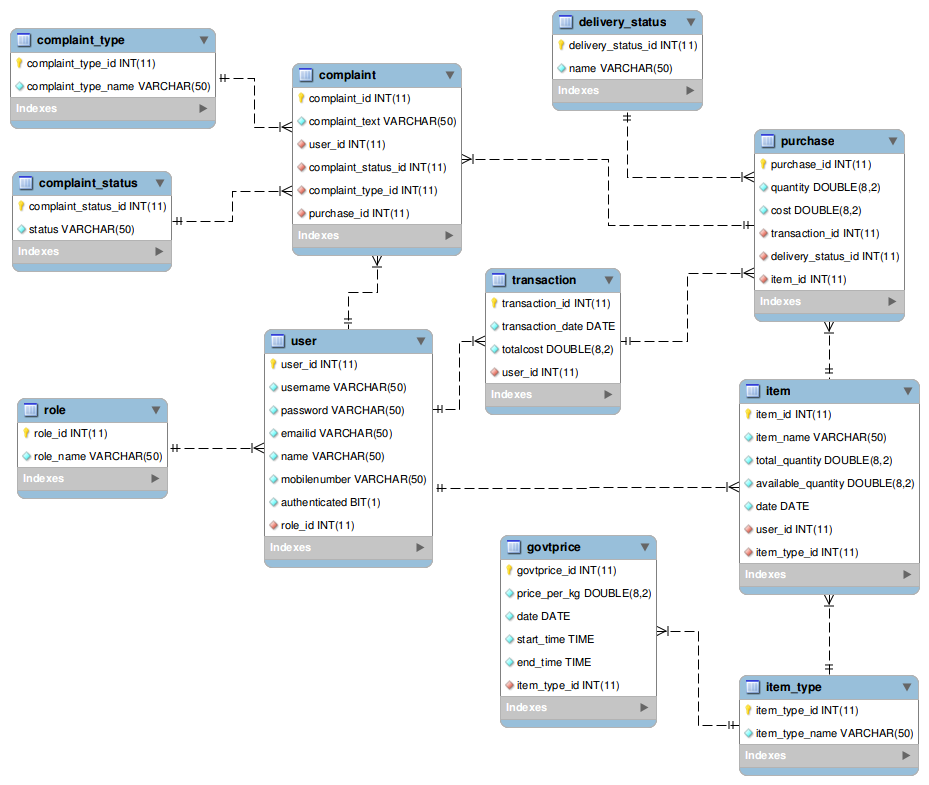 complaint_type
complaint_type_id INT(11)
complaint_type_name VARCHAR(50)
Indexes
complaint_status
complaint_status_id INT(11)
status VARCHAR(50)
Indexes
complaint
complaint_id INT(11)
complaint_text VARCHAR(50)
user_id INT(11)
complaint_status_id INT(11)
complaint_type_id INT(11)
purchase_id INT(11)
Indexes
delivery_status
delivery_status_id INT(11)
name VARCHAR(50)
Indexes
purchase
purchase_id INT(11)
quantity DOUBLE(8,2)
cost DOUBLE(8,2)
transaction_id INT(11)
delivery_status_id INT(11)
item_id INT(11)
Indexes
transaction
transaction_id INT(11)
transaction_date DATE
totalcost DOUBLE(8,2)
user_id INT(11)
Indexes
user
user_id INT(11)
username VARCHAR(50)
password VARCHAR(50)
emailid VARCHAR(50)
name VARCHAR(50)
mobilenumber VARCHAR(50)
authenticated BIT(1)
role_id INT(11)
Indexes
role
role_id INT(11)
role_name VARCHAR(50)
Indexes
item
item_id INT(11)
item_name VARCHAR(50)
total_quantity DOUBLE(8,2)
available_quantity DOUBLE(8,2)
date DATE
user_id INT(11)
item_type_id INT(11)
Indexes
govtprice
govtprice_id INT(11)
price_per_kg DOUBLE(8,2)
date DATE
start_time TIME
end_time TIME
item_type_id INT(11)
Indexes
item_type
item_type_id INT(11)
item_type_name VARCHAR(50)
Indexes